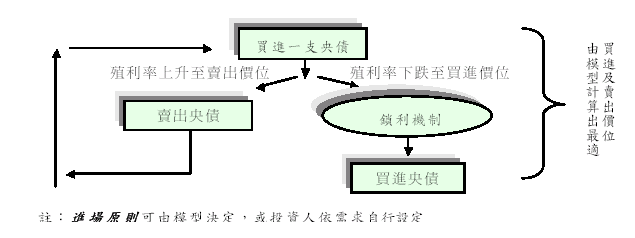 買進一支央債
殖利率上升至賣出價位
殖利率下跌至買進價位
賣出央債
鎖利機制
買進央債
買進及賣出價位
由模型計算出最適
註：進場原則可由模型決定，或投資人依需求自行設定